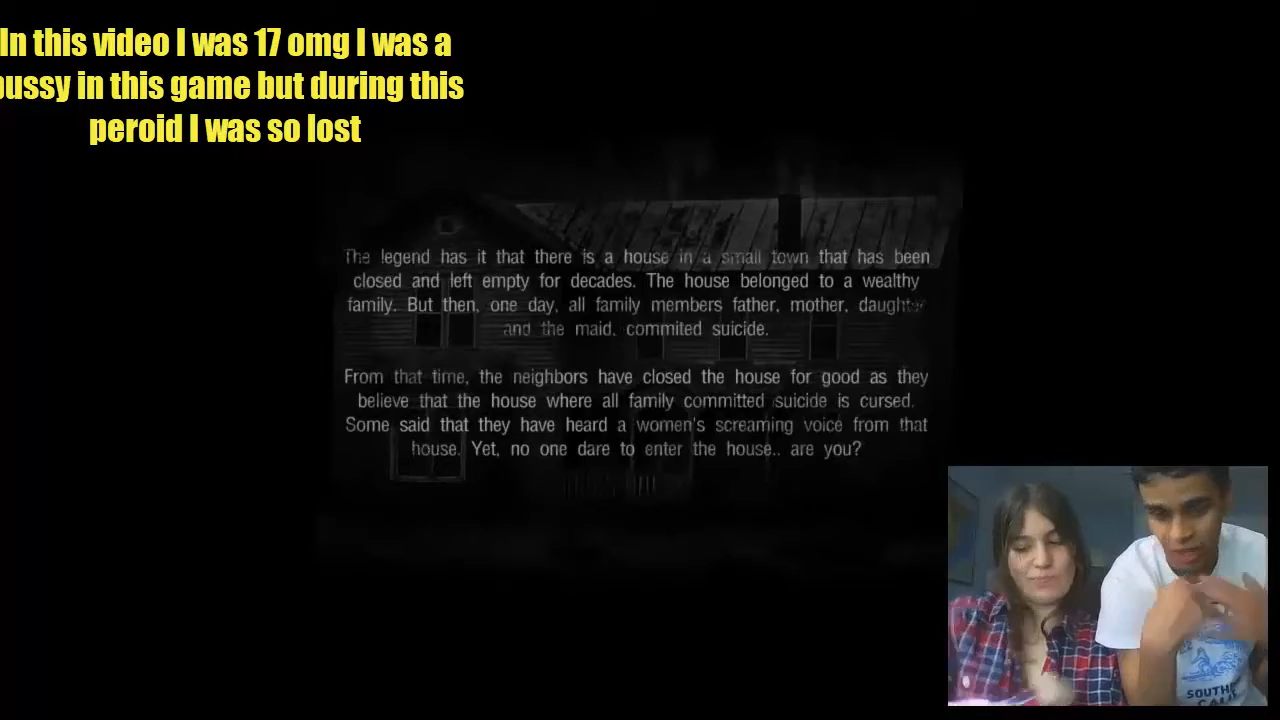 In this video I was 17 omg I was a
pussy in this game but during this
peroid I was so lost
The legend has it that there is a house in a small town that has been
closed and left empty for decades. The house belonged to a wealthy
family. But then, one day, all family members father, mother, daughter
and the maid, commited suicide.
From that time, the neighbors have closed the house for good as they
believe that the house where all family committed suicide is cursed.
Some said that they have heard a women's screaming voice from that
house. Yet, no one dare to enter the house.. are you?
SOUTH
CALI